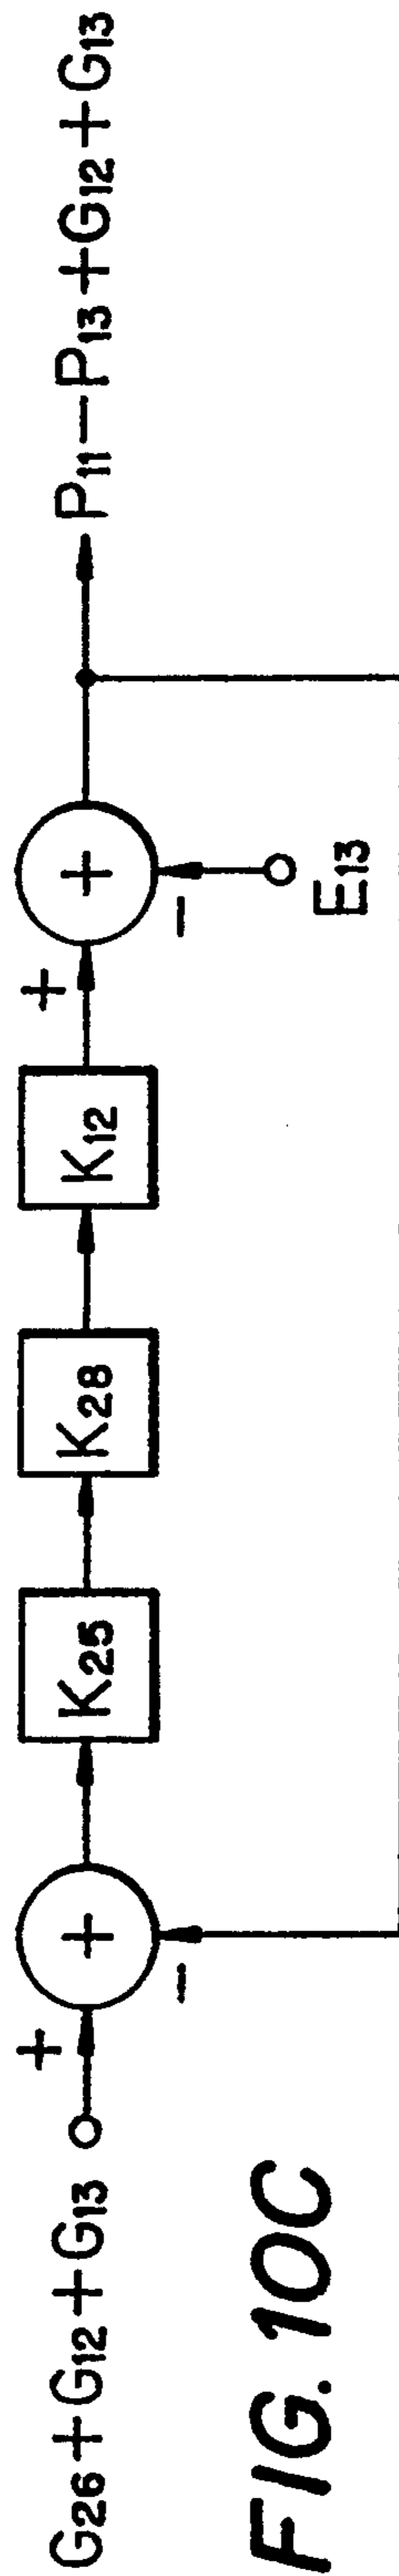 G26+G12+G13
+
+
-
K25
K28
K12
+
+
-
E13
P11-P13+G12+G13
FIG. 10C